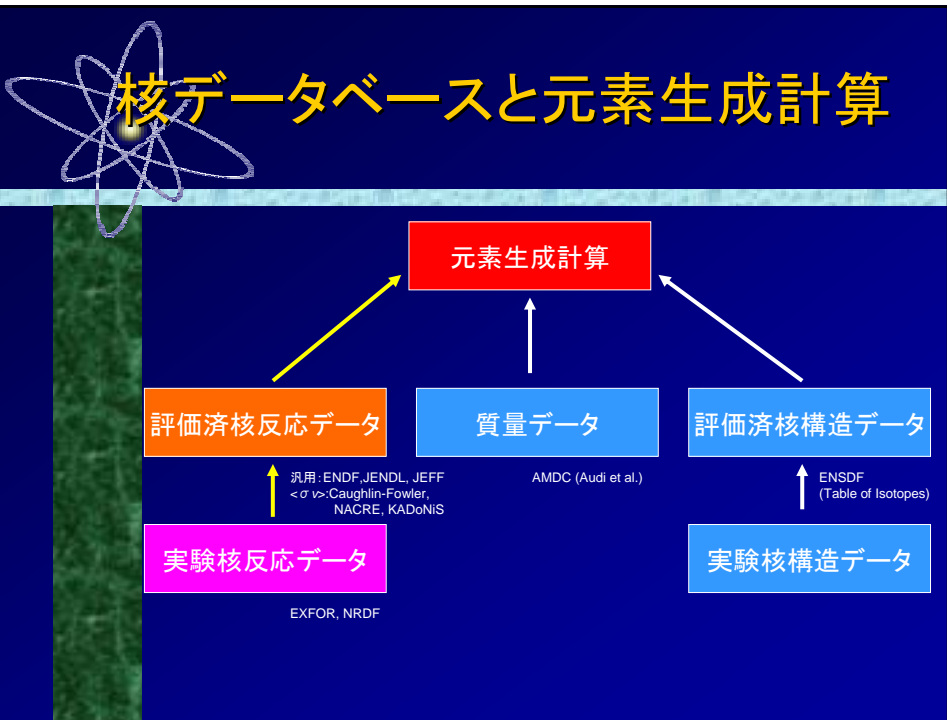 核データベースと元素生成計算
元素生成計算
評価済核反応データ
質量データ
評価済核構造データ
汎用：ENDF,JENDL, JEFF
<σv>:Caughlin-Fowler,
NACRE, KADoNiS
AMDC (Audi et al.)
ENSDF
(Table of Isotopes)
実験核反応データ
実験核構造データ
EXFOR, NRDF